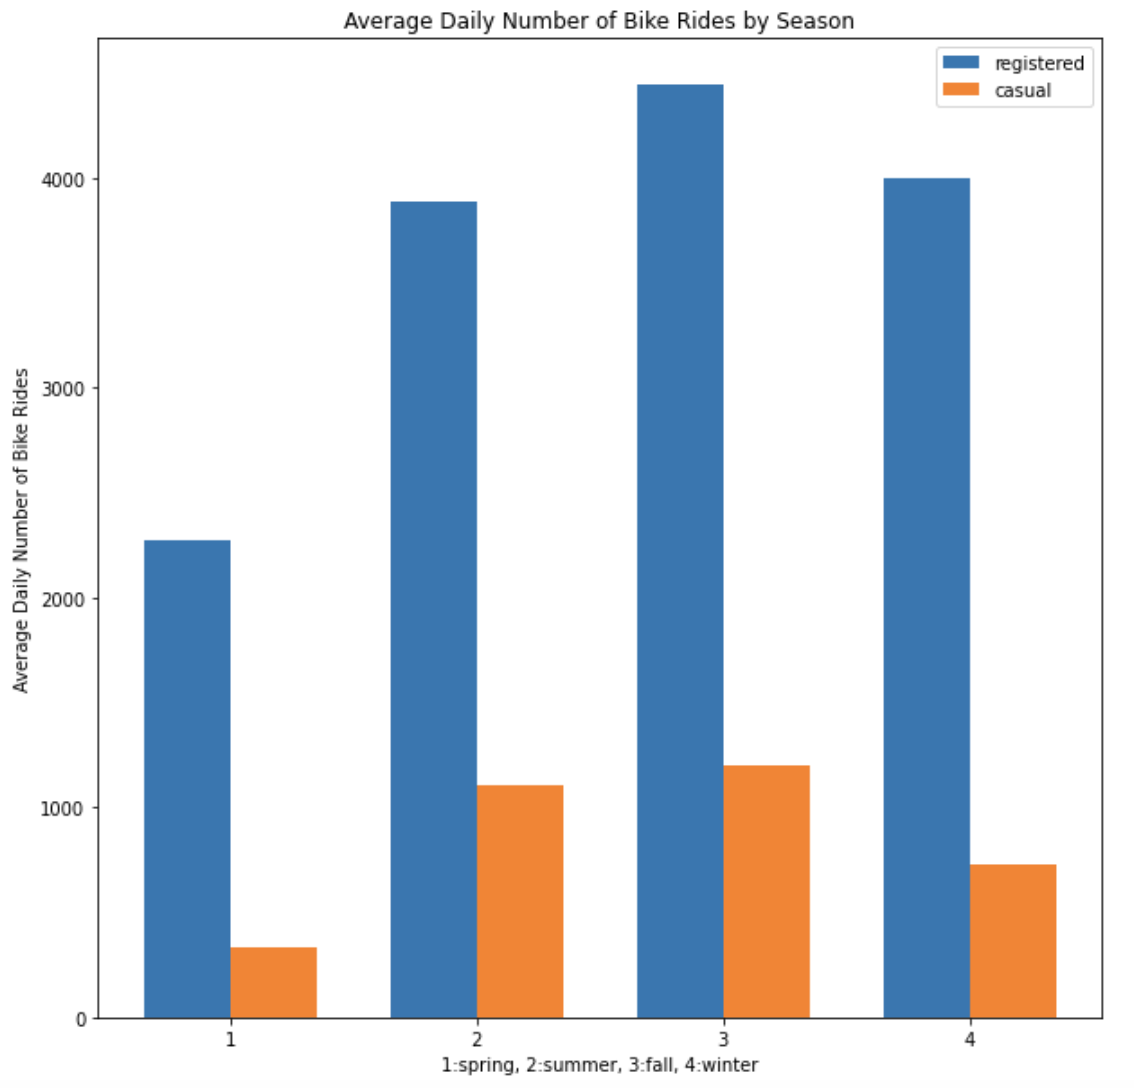 Average Daily Number of Bike Rides by Season
registered
casual
Average Daily Number of Bike Rides
4000
3000
2000
1000
0
1
2
3
4
1:spring, 2:summer, 3:fall, 4:winter